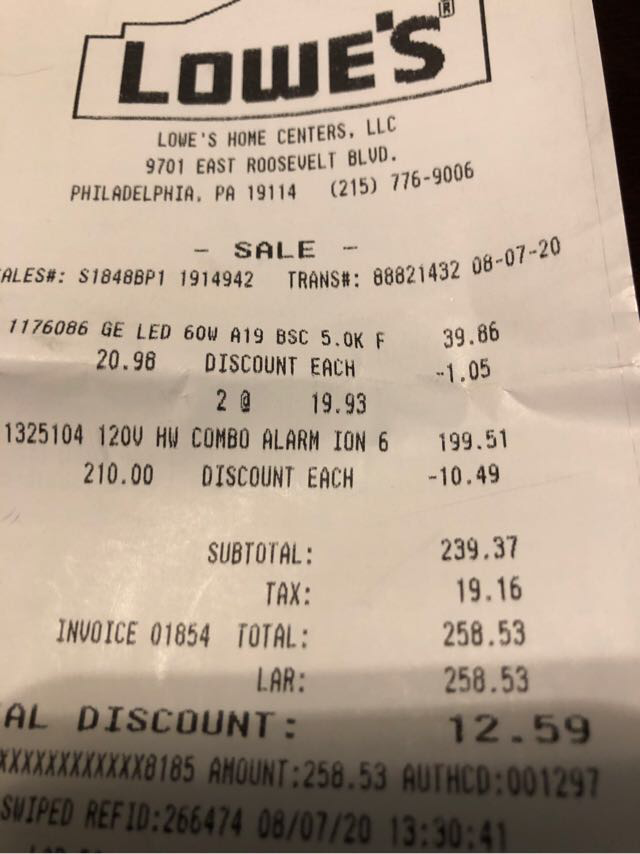 LOWE'S®
LOWE'S HOME CENTERS, LLC
9701 EAST ROOSEVELT BLVD.
PHILADELPHIA, PA 19114 (215) 776-9006
- SALE -
ALES#: S1848BP1 1914942 TRANS#: 88821432 08-07-20
1176086 GE LED 60W A19 BSC 5.0K F 39.86
20.98 DISCOUNT EACH -1.05
2 @ 19.93
1325104 120V HW COMBO ALARM ION 6 199.51
210.00 DISCOUNT EACH -10.49
SUBTOTAL: 239.37
TAX: 19.16
INVOICE 01854 TOTAL: 258.53
LAR: 258.53
AL DISCOUNT: 12.59
XXXXXXXXXXXX8185 AMOUNT:258.53 AUTHCD:001297
SWIPED REFID:266474 08/07/20 13:30:41